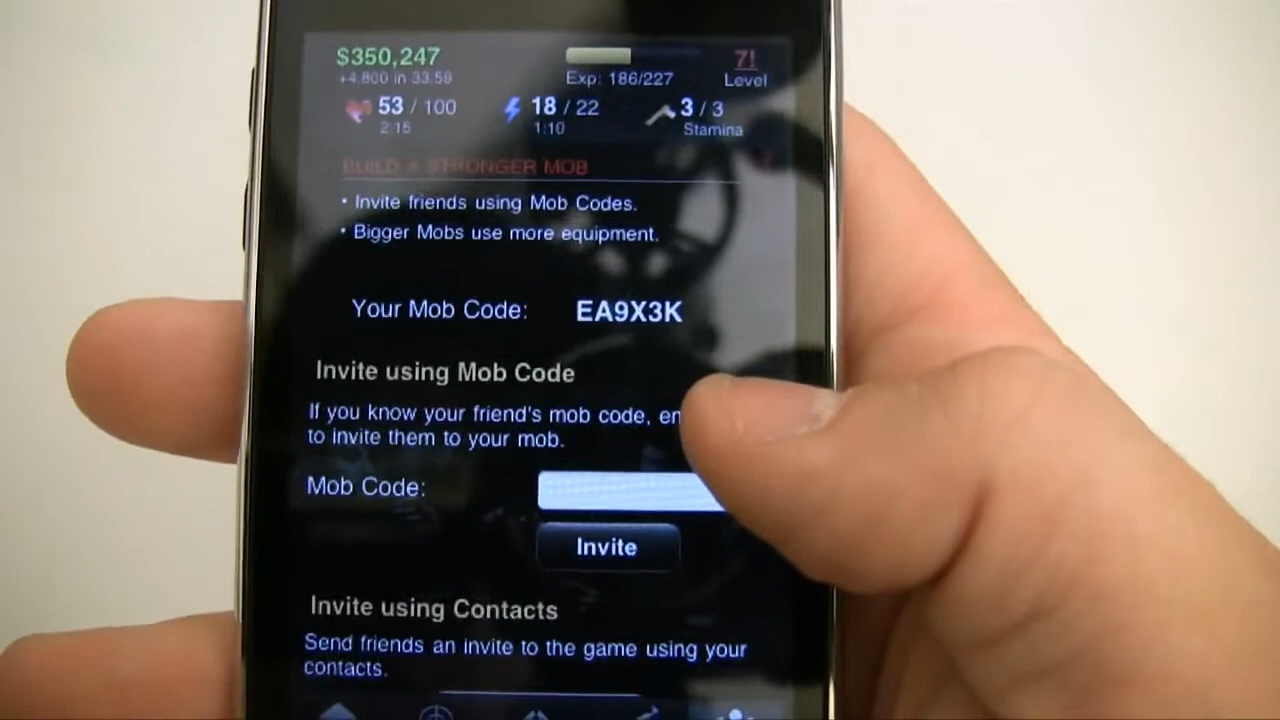 $350,247
7!
+4,800 in 33.59
Exp: 186/227
Level
53 / 100
18 / 22
3 / 3
2:15
1:10
Stamina
BUILD A STRONGER MOB
• Invite friends using Mob Codes.
• Bigger Mobs use more equipment.
Your Mob Code: EA9X3K
Invite using Mob Code
If you know your friend's mob code, en
to invite them to your mob.
Mob Code:
Invite
Invite using Contacts
Send friends an invite to the game using your
contacts.